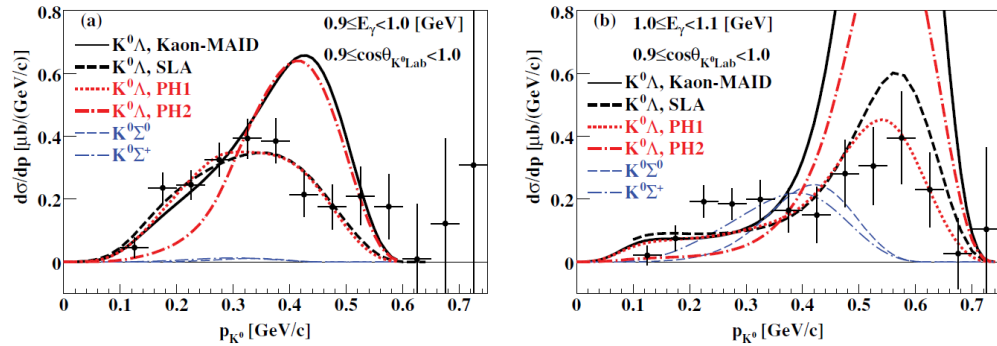 (a)
0.9≤Eγ<1.0 [GeV]
0.9≤cosθK⁰Lab<1.0
K⁰Λ, Kaon-MAID
K⁰Λ, SLA
K⁰Λ, PH1
K⁰Λ, PH2
K⁰Σ⁰
K⁰Σ⁺
dσ/dp [μb/(GeV/c)]
0.8
0.6
0.4
0.2
0
0 0.1 0.2 0.3 0.4 0.5 0.6 0.7
pK⁰ [GeV/c]
(b)
1.0≤Eγ<1.1 [GeV]
0.9≤cosθK⁰Lab<1.0
K⁰Λ, Kaon-MAID
K⁰Λ, SLA
K⁰Λ, PH1
K⁰Λ, PH2
K⁰Σ⁰
K⁰Σ⁺
dσ/dp [μb/(GeV/c)]
0.8
0.6
0.4
0.2
0
0 0.1 0.2 0.3 0.4 0.5 0.6 0.7
pK⁰ [GeV/c]